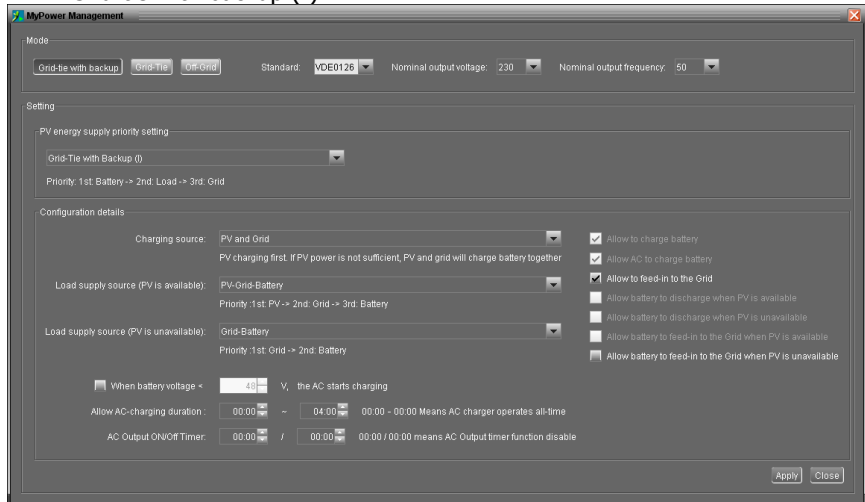 MyPower Management
Mode
Grid-tie with backup Grid-Tie Off-Grid Standard: VDE0126 Nominal output voltage: 230 Nominal output frequency: 50
Setting
PV energy supply priority setting
Grid-Tie with Backup (I)
Priority: 1st: Battery -> 2nd: Load -> 3rd: Grid
Configuration details
Charging source: PV and Grid
PV charging first. If PV power is not sufficient, PV and grid will charge battery together
Load supply source (PV is available): PV-Grid-Battery
Priority :1st: PV-> 2nd: Grid -> 3rd: Battery
Load supply source (PV is unavailable): Grid-Battery
Priority :1st: Grid -> 2nd: Battery
Allow to charge battery
Allow AC to charge battery
Allow to feed-in to the Grid
Allow battery to discharge when PV is available
Allow battery to discharge when PV is unavailable
Allow battery to feed-in to the Grid when PV is available
Allow battery to feed-in to the Grid when PV is unavailable
When battery voltage < 48 V, the AC starts charging
Allow AC-charging duration : 00:00 ~ 04:00 00:00 - 00:00 Means AC charger operates all-time
AC Output ON/Off Timer: 00:00 / 00:00 00:00 / 00:00 means AC Output timer function disable
Apply Close